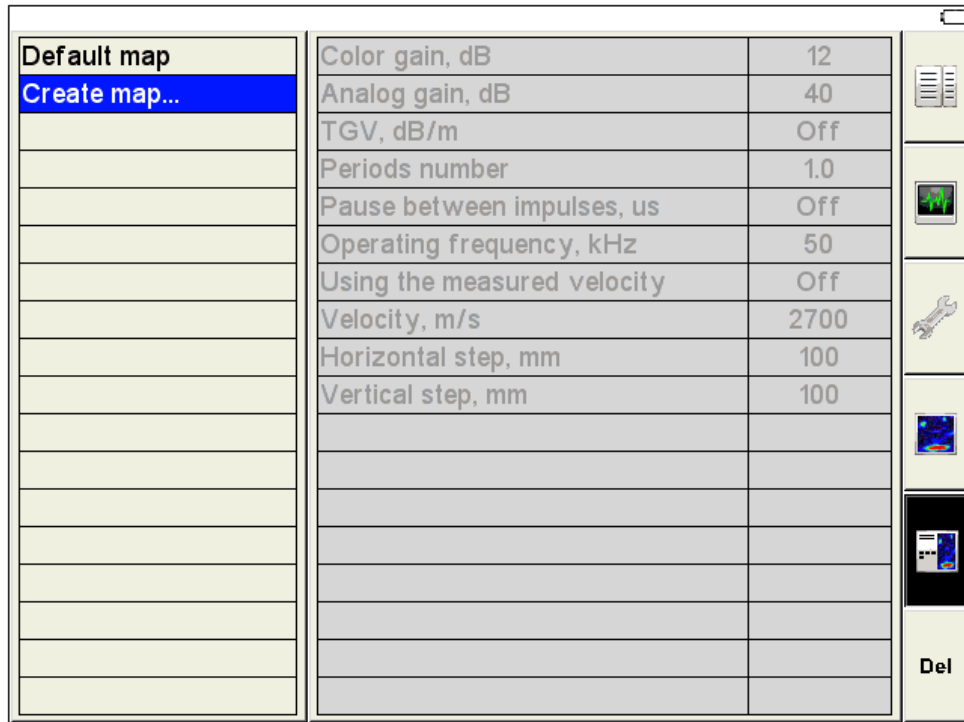 Default map
Create map...
Color gain, dB 12
Analog gain, dB 40
TGV, dB/m Off
Periods number 1.0
Pause between impulses, us Off
Operating frequency, kHz 50
Using the measured velocity Off
Velocity, m/s 2700
Horizontal step, mm 100
Vertical step, mm 100
Del